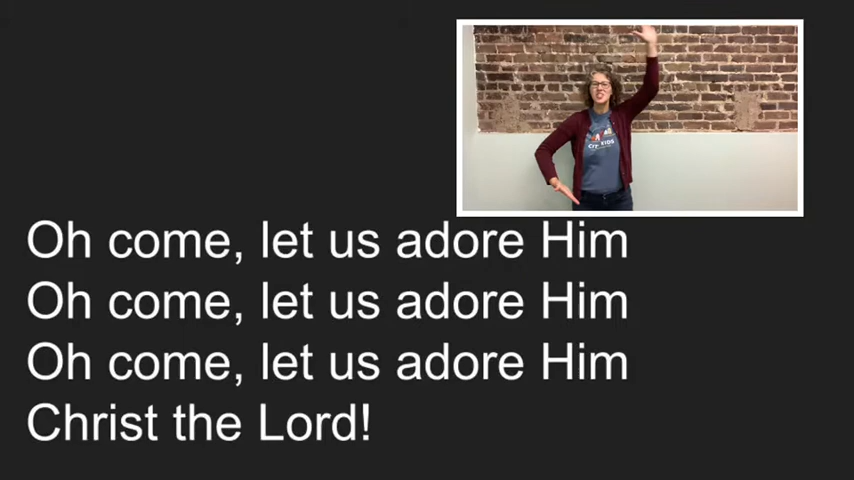 Oh come, let us adore Him
Oh come, let us adore Him
Oh come, let us adore Him
Christ the Lord!